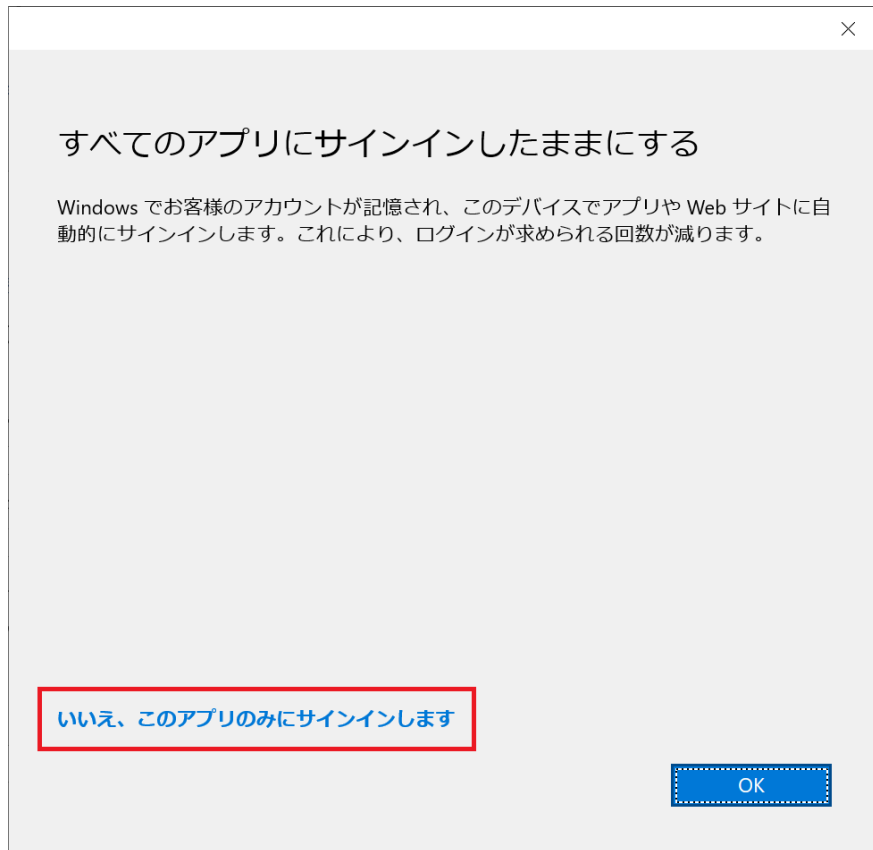 すべてのアプリにサインインしたままにする
Windows でお客様のアカウントが記憶され、このデバイスでアプリや Web サイトに自
動的にサインインします。これにより、ログインが求められる回数が減ります。
いいえ、このアプリのみにサインインします
OK